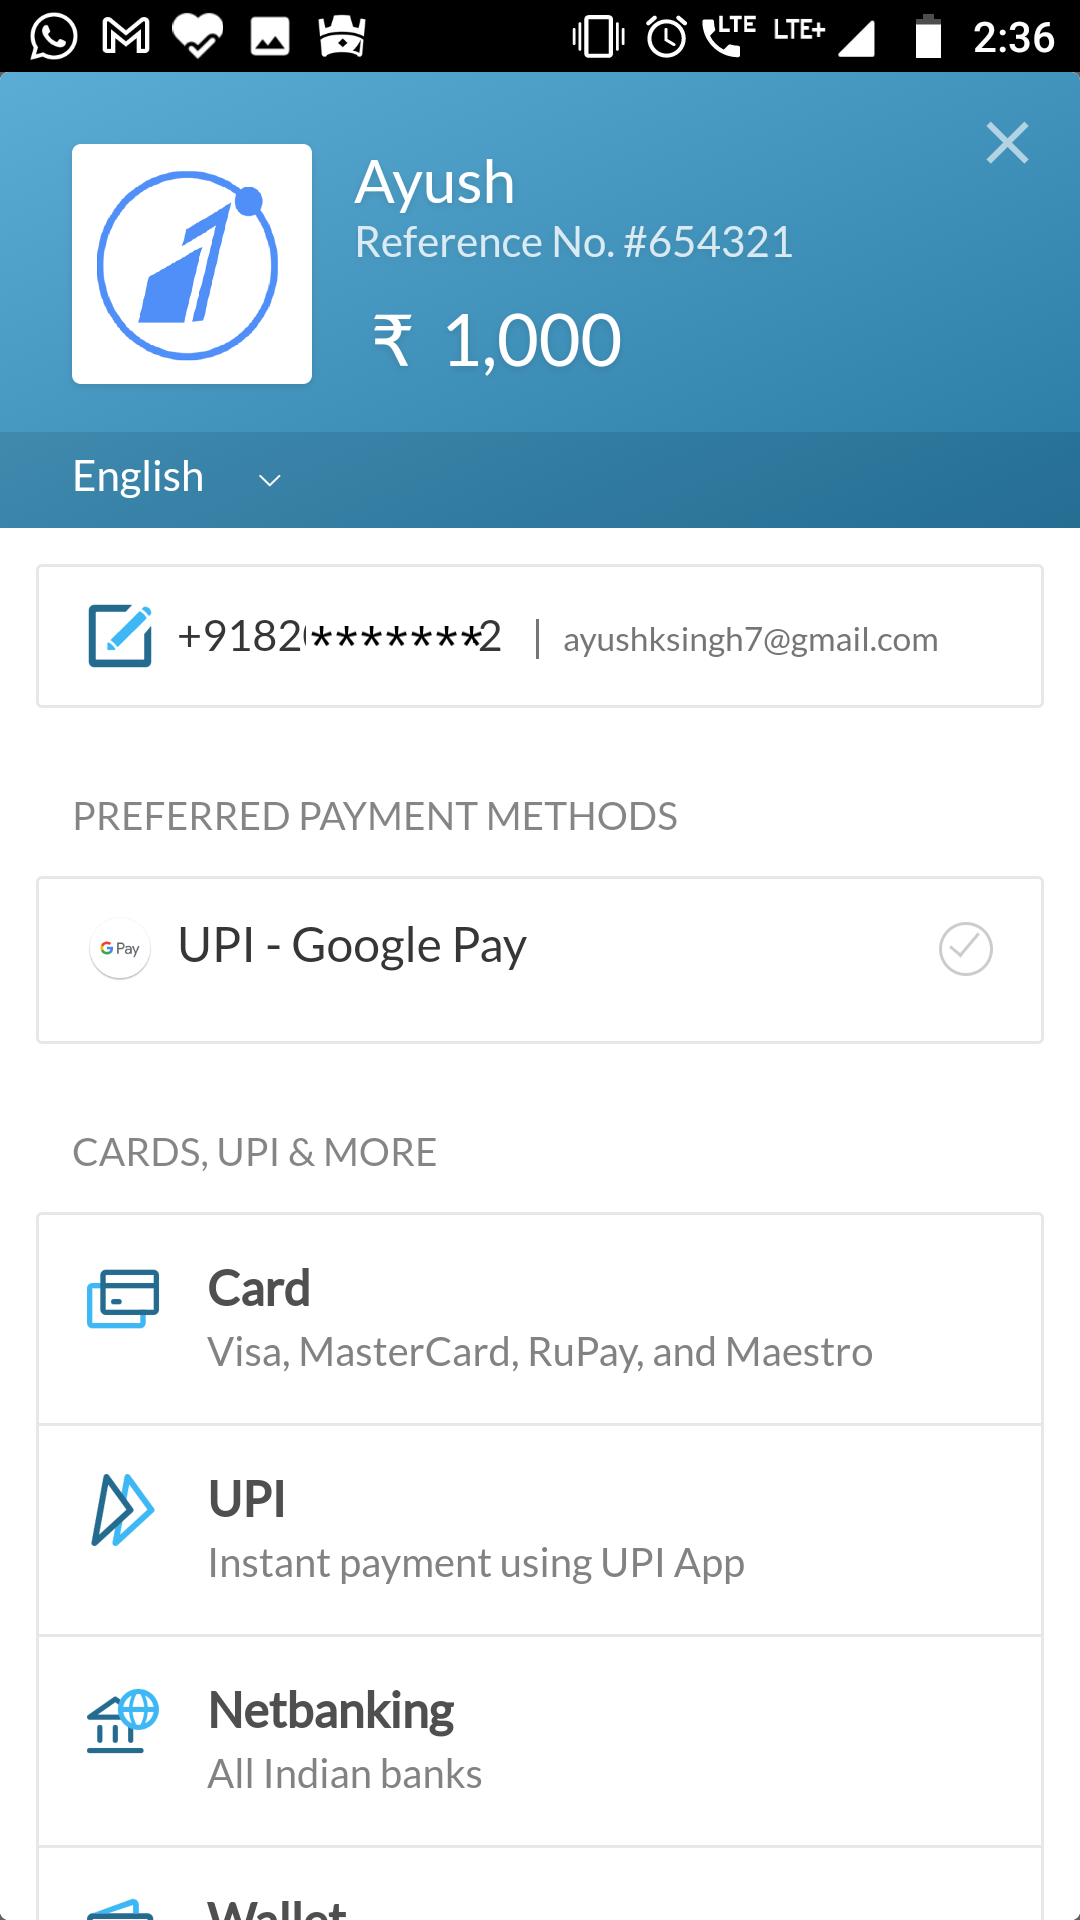 LTE LTE+ 2:36
Ayush
Reference No. #654321
₹ 1,000
English
+9182*******2 | ayushksingh7@gmail.com
PREFERRED PAYMENT METHODS
G Pay UPI - Google Pay
CARDS, UPI & MORE
Card
Visa, MasterCard, RuPay, and Maestro
UPI
Instant payment using UPI App
Netbanking
All Indian banks
Wallet